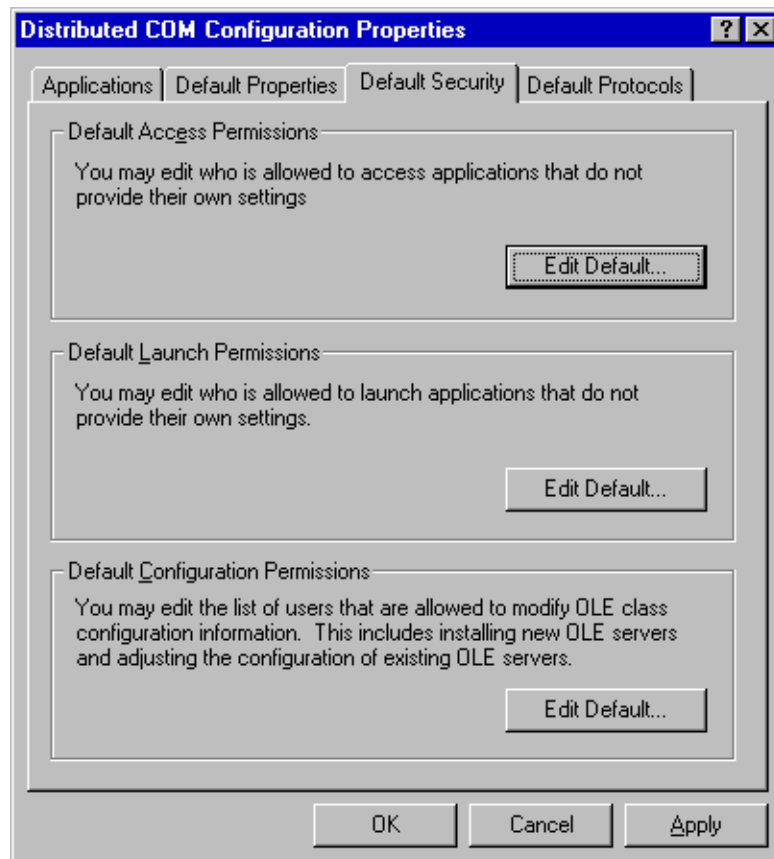 Distributed COM Configuration Properties
Applications Default Properties Default Security Default Protocols
Default Access Permissions
You may edit who is allowed to access applications that do not
provide their own settings
Edit Default...
Default Launch Permissions
You may edit who is allowed to launch applications that do not
provide their own settings.
Edit Default...
Default Configuration Permissions
You may edit the list of users that are allowed to modify OLE class
configuration information. This includes installing new OLE servers
and adjusting the configuration of existing OLE servers.
Edit Default...
OK Cancel Apply